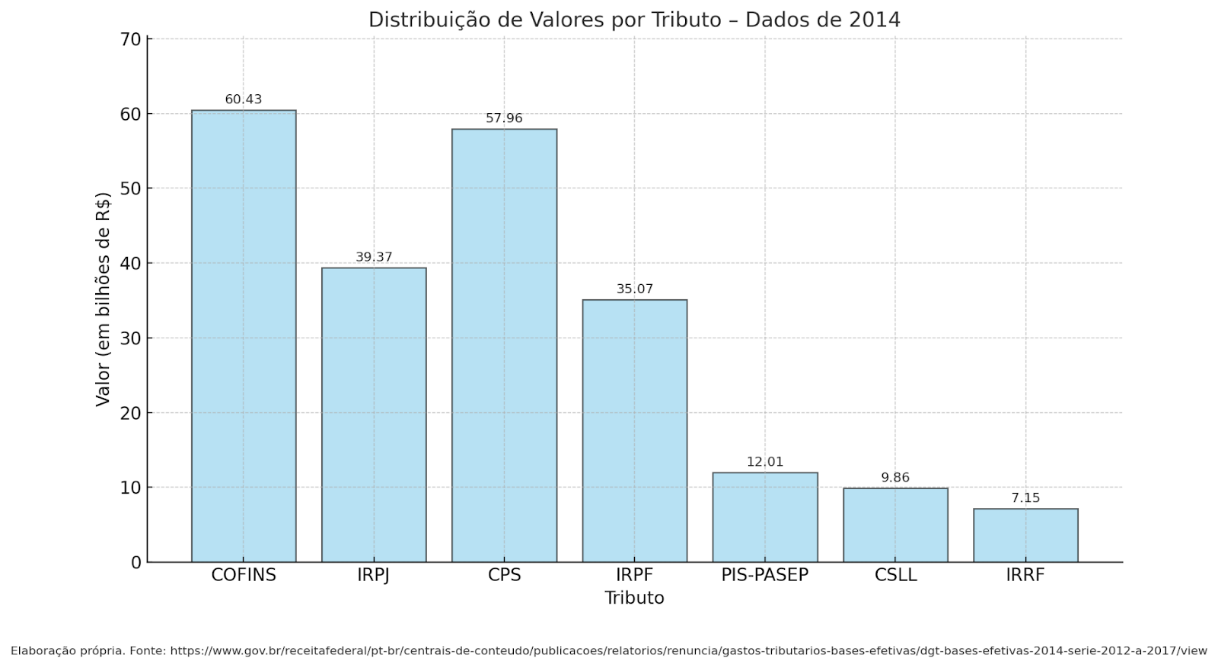 Distribuição de Valores por Tributo – Dados de 2014
Valor (em bilhões de R$)
70
60
50
40
30
20
10
0
60.43
39.37
57.96
35.07
12.01
9.86
7.15
COFINS
IRPJ
CPS
IRPF
PIS-PASEP
CSLL
IRRF
Tributo
Elaboração própria. Fonte: https://www.gov.br/receitafederal/pt-br/centrais-de-conteudo/publicacoes/relatorios/renuncia/gastos-tributarios-bases-efetivas/dgt-bases-efetivas-2014-serie-2012-a-2017/view